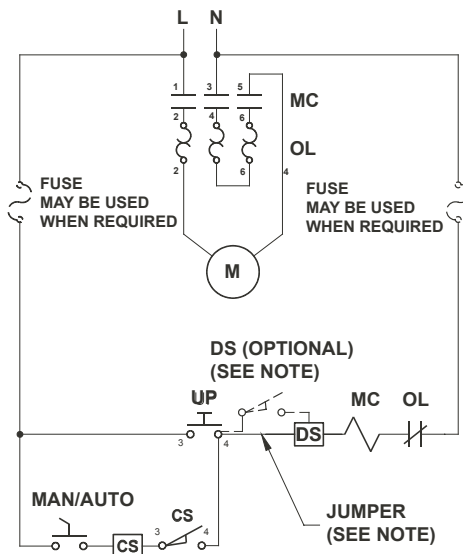 L N
1 3 5
MC
2 4 6
OL
2 6 4
FUSE
MAY BE USED
WHEN REQUIRED
FUSE
MAY BE USED
WHEN REQUIRED
M
DS (OPTIONAL)
(SEE NOTE)
UP
MC OL
3 4
DS
MAN/AUTO
CS
3 4
CS
JUMPER
(SEE NOTE)